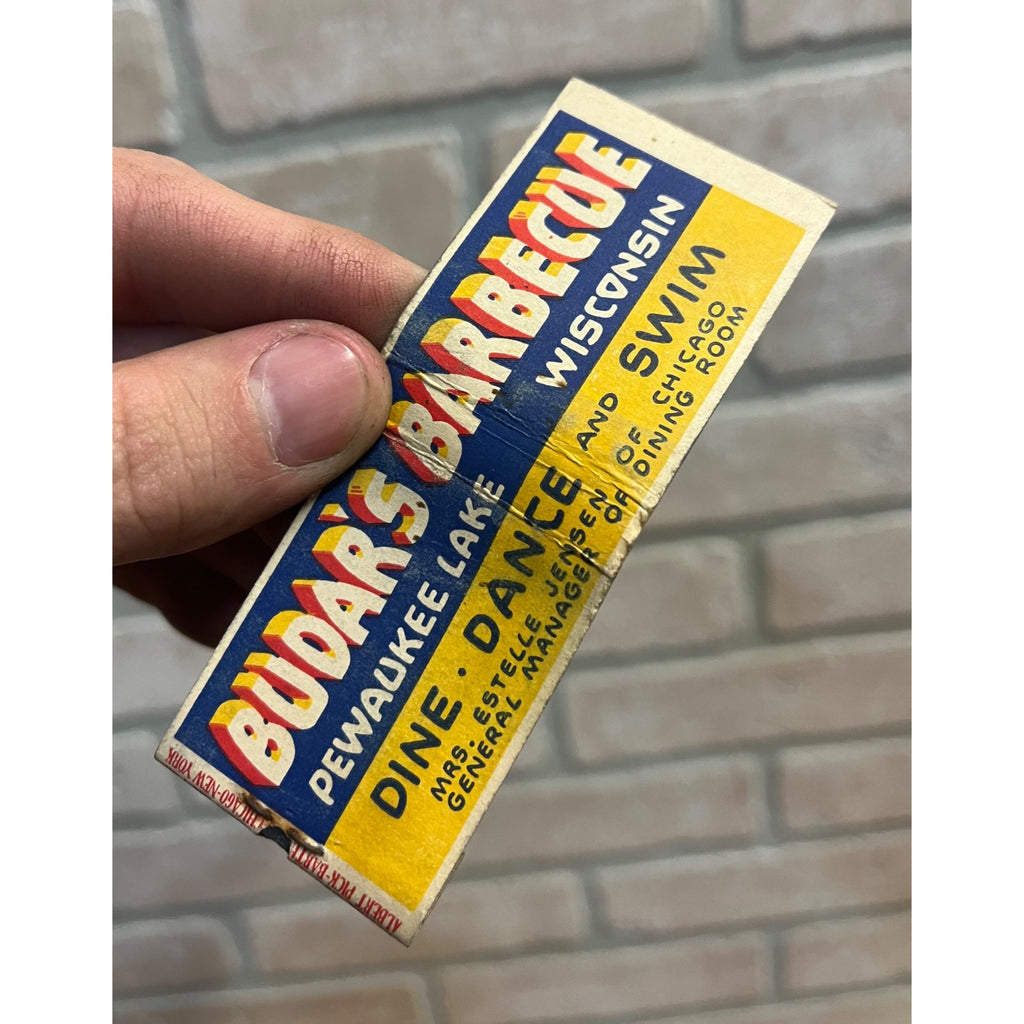 BUDAR'S BARBECUE
PEWAUKEE LAKE WISCONSIN
DINE · DANCE AND SWIM
MRS. ESTELLE JENSEN OF CHICAGO
GENERAL MANAGER OF DINING ROOM
ALBERT PICK-BARTH CHICAGO-NEW YORK